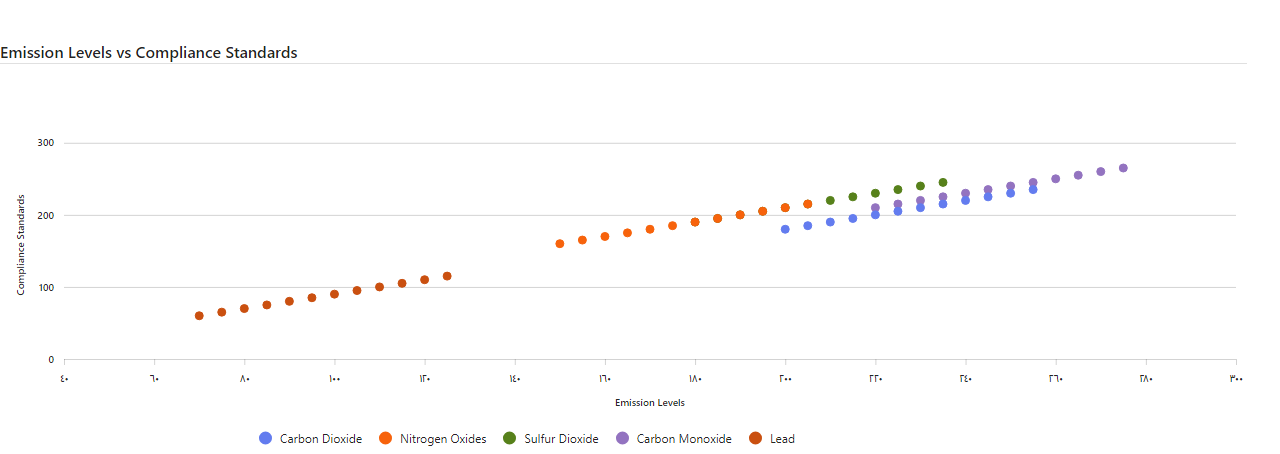 Emission Levels vs Compliance Standards
300
200
100
0
Compliance Standards
٤٠ ٦٠ ٨٠ ١٠٠ ١٢٠ ١٤٠ ١٦٠ ١٨٠ ٢٠٠ ٢٢٠ ٢٤٠ ٢٦٠ ٢٨٠ ٣٠٠
Emission Levels
Carbon Dioxide Nitrogen Oxides Sulfur Dioxide Carbon Monoxide Lead